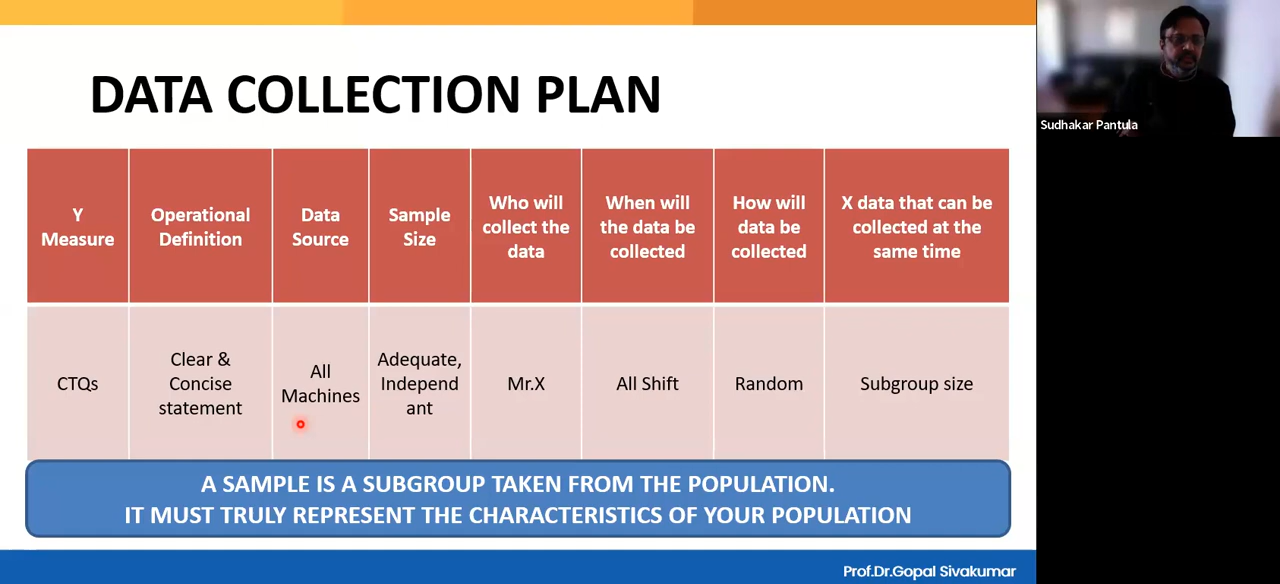 DATA COLLECTION PLAN
Sudhakar Pantula
Y
Measure
Operational
Definition
Data
Source
Sample
Size
Who will
collect the
data
When will
the data be
collected
How will
data be
collected
X data that can be
collected at the
same time
CTQs
Clear &
Concise
statement
All
Machines
Adequate,
Independ
ant
Mr.X
All Shift
Random
Subgroup size
A SAMPLE IS A SUBGROUP TAKEN FROM THE POPULATION.
IT MUST TRULY REPRESENT THE CHARACTERISTICS OF YOUR POPULATION
Prof.Dr.Gopal Sivakumar